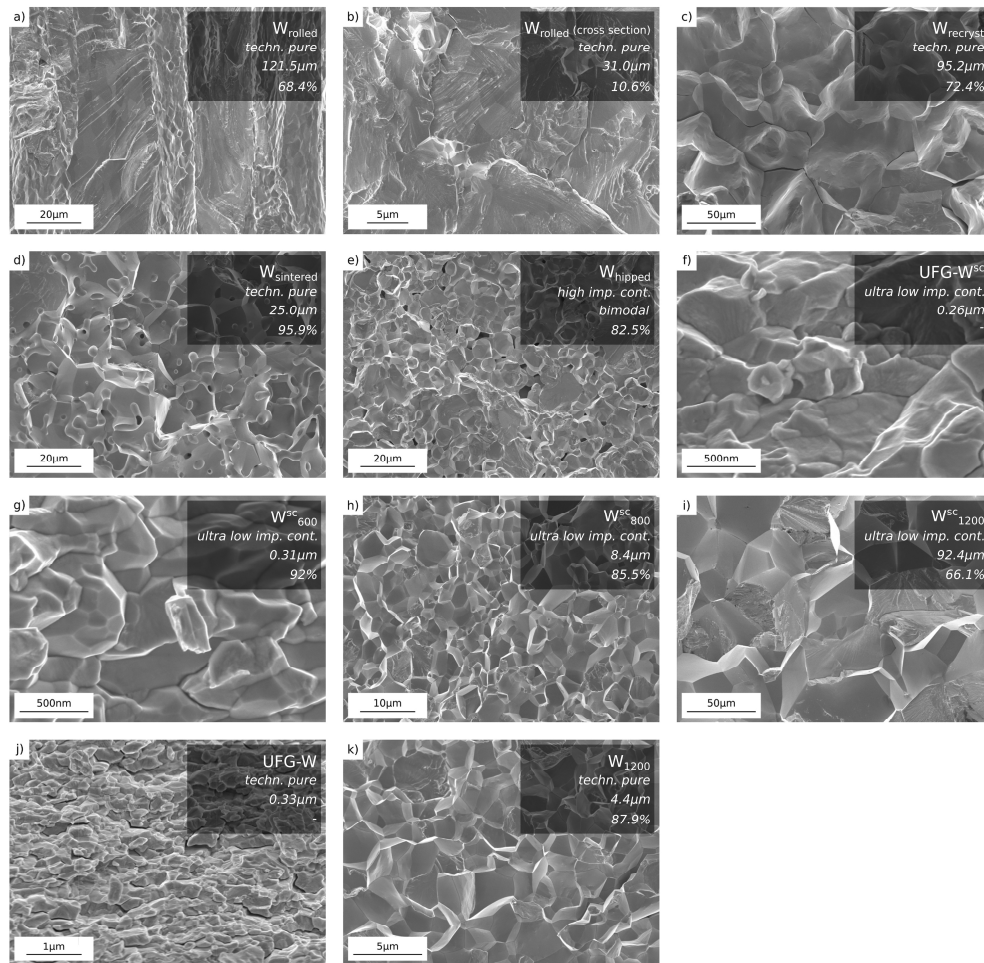 a)
W_rolled
techn. pure
121.5µm
68.4%
20µm
b)
W_rolled (cross section)
techn. pure
31.0µm
10.6%
5µm
c)
W_recryst
techn. pure
95.2µm
72.4%
50µm
d)
W_sintered
techn. pure
25.0µm
95.9%
20µm
e)
W_hipped
high imp. cont.
bimodal
82.5%
20µm
f)
UFG-W^sc
ultra low imp. cont.
0.26µm
-
500nm
g)
W^sc_600
ultra low imp. cont.
0.31µm
92%
500nm
h)
W^sc_800
ultra low imp. cont.
8.4µm
85.5%
10µm
i)
W^sc_1200
ultra low imp. cont.
92.4µm
66.1%
50µm
j)
UFG-W
techn. pure
0.33µm
-
1µm
k)
W_1200
techn. pure
4.4µm
87.9%
5µm